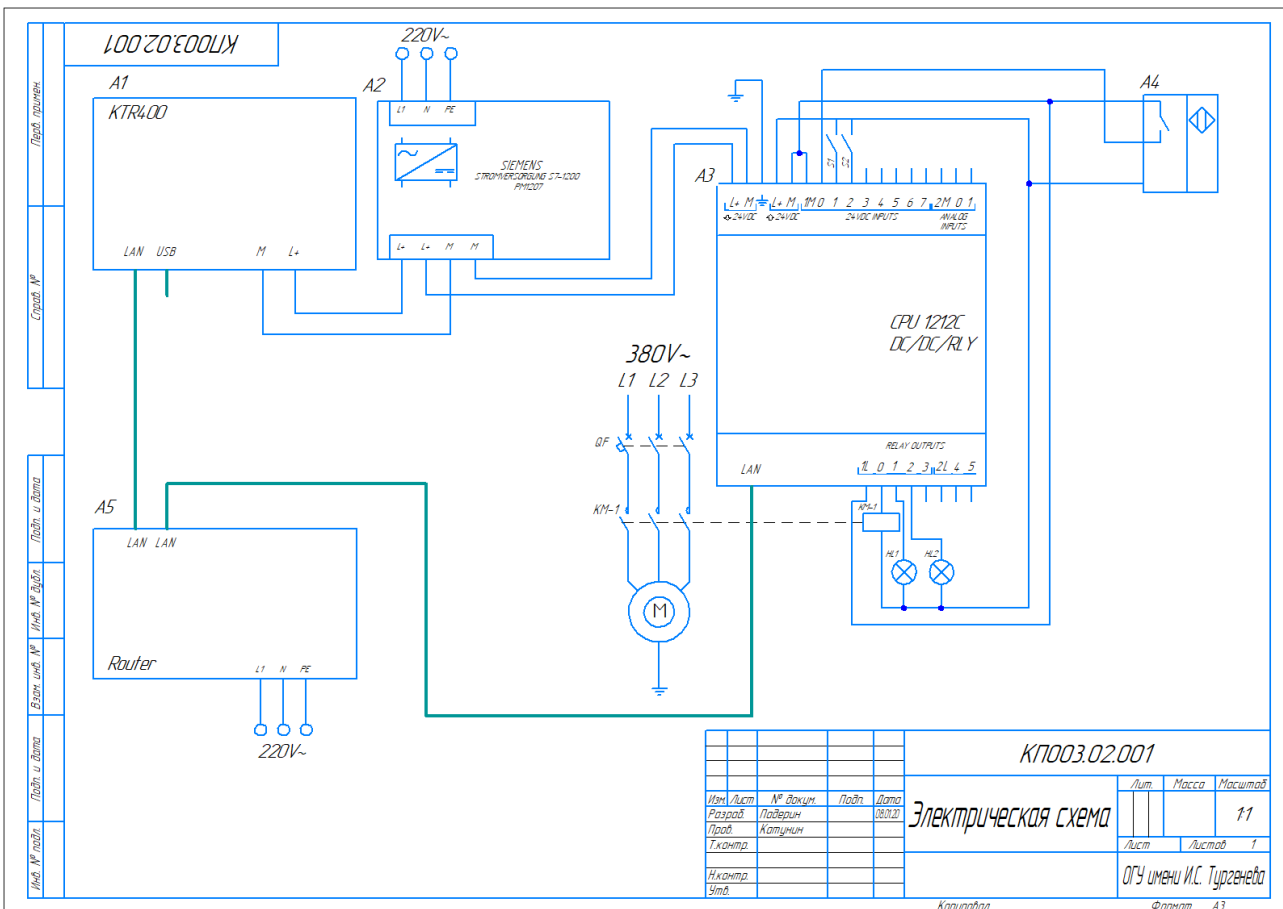 КП003.02.001
220V~
A1
A2
A4
KTR400
L1 N PE
SIEMENS
STROMVERSORGUNG S7-1200
PM1207
S1 S2
A3
L+ M L+ M 1M 0 1 2 3 4 5 6 7 2M 0 1
24VDC 24VDC 24VDC INPUTS ANALOG
INPUTS
LAN USB M L+
L+ L+ M M
CPU 1212C
DC/DC/RLY
380V~
L1 L2 L3
QF
RELAY OUTPUTS
LAN
1L 0 1 2 3 2L 4 5
A5
KM-1
KM-1
LAN LAN
HL1 HL2
M
Router
L1 N PE
220V~
Перв. примен.
Справ. №
Подп. и дата
Инв. № дубл.
Взам. инв. №
Подп. и дата
Инв. № подл.
КП003.02.001
Изм. Лист № докум. Подп. Дата
Разраб. Падерин 08.01.20
Пров. Катунин
Т.контр.
Н.контр.
Утв.
Электрическая схема
Лит. Масса Масштаб
1:1
Лист Листов 1
ОГУ имени И.С. Тургенева
Копировал Формат А3